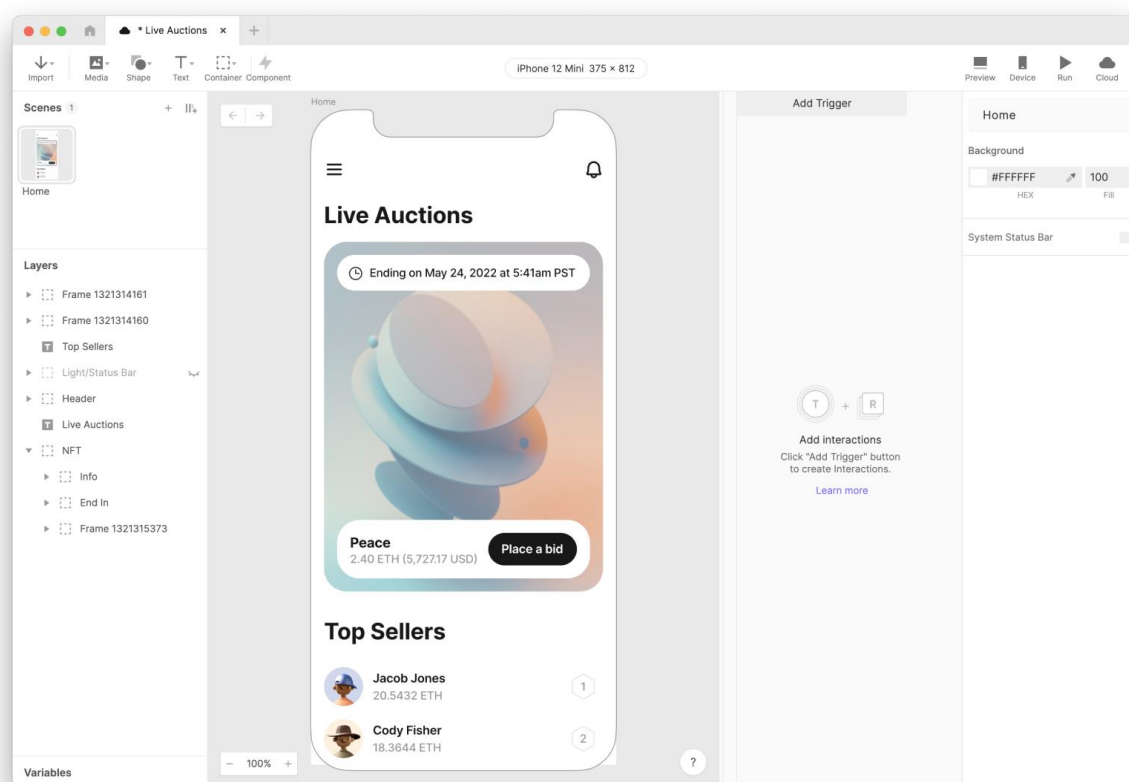 * Live Auctions
Import
Media
Shape
Text
Container
Component
iPhone 12 Mini 375 × 812
Preview
Device
Run
Cloud
Scenes 1
Home
Layers
Frame 1321314161
Frame 1321314160
T Top Sellers
Light/Status Bar
Header
T Live Auctions
NFT
Info
End In
Frame 1321315373
Variables
Home
Live Auctions
Ending on May 24, 2022 at 5:41am PST
Peace
2.40 ETH (5,727.17 USD)
Place a bid
Top Sellers
Jacob Jones
20.5432 ETH
1
Cody Fisher
18.3644 ETH
2
− 100% +
?
Add Trigger
T + R
Add interactions
Click "Add Trigger" button
to create Interactions.
Learn more
Home
Background
#FFFFFF
100
HEX
Fill
System Status Bar